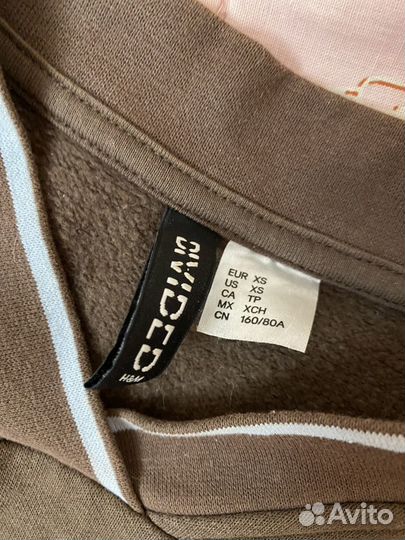 DIVIDED
H&M
EUR XS
US XS
CA TP
MX XCH
CN 160/80A
Avito